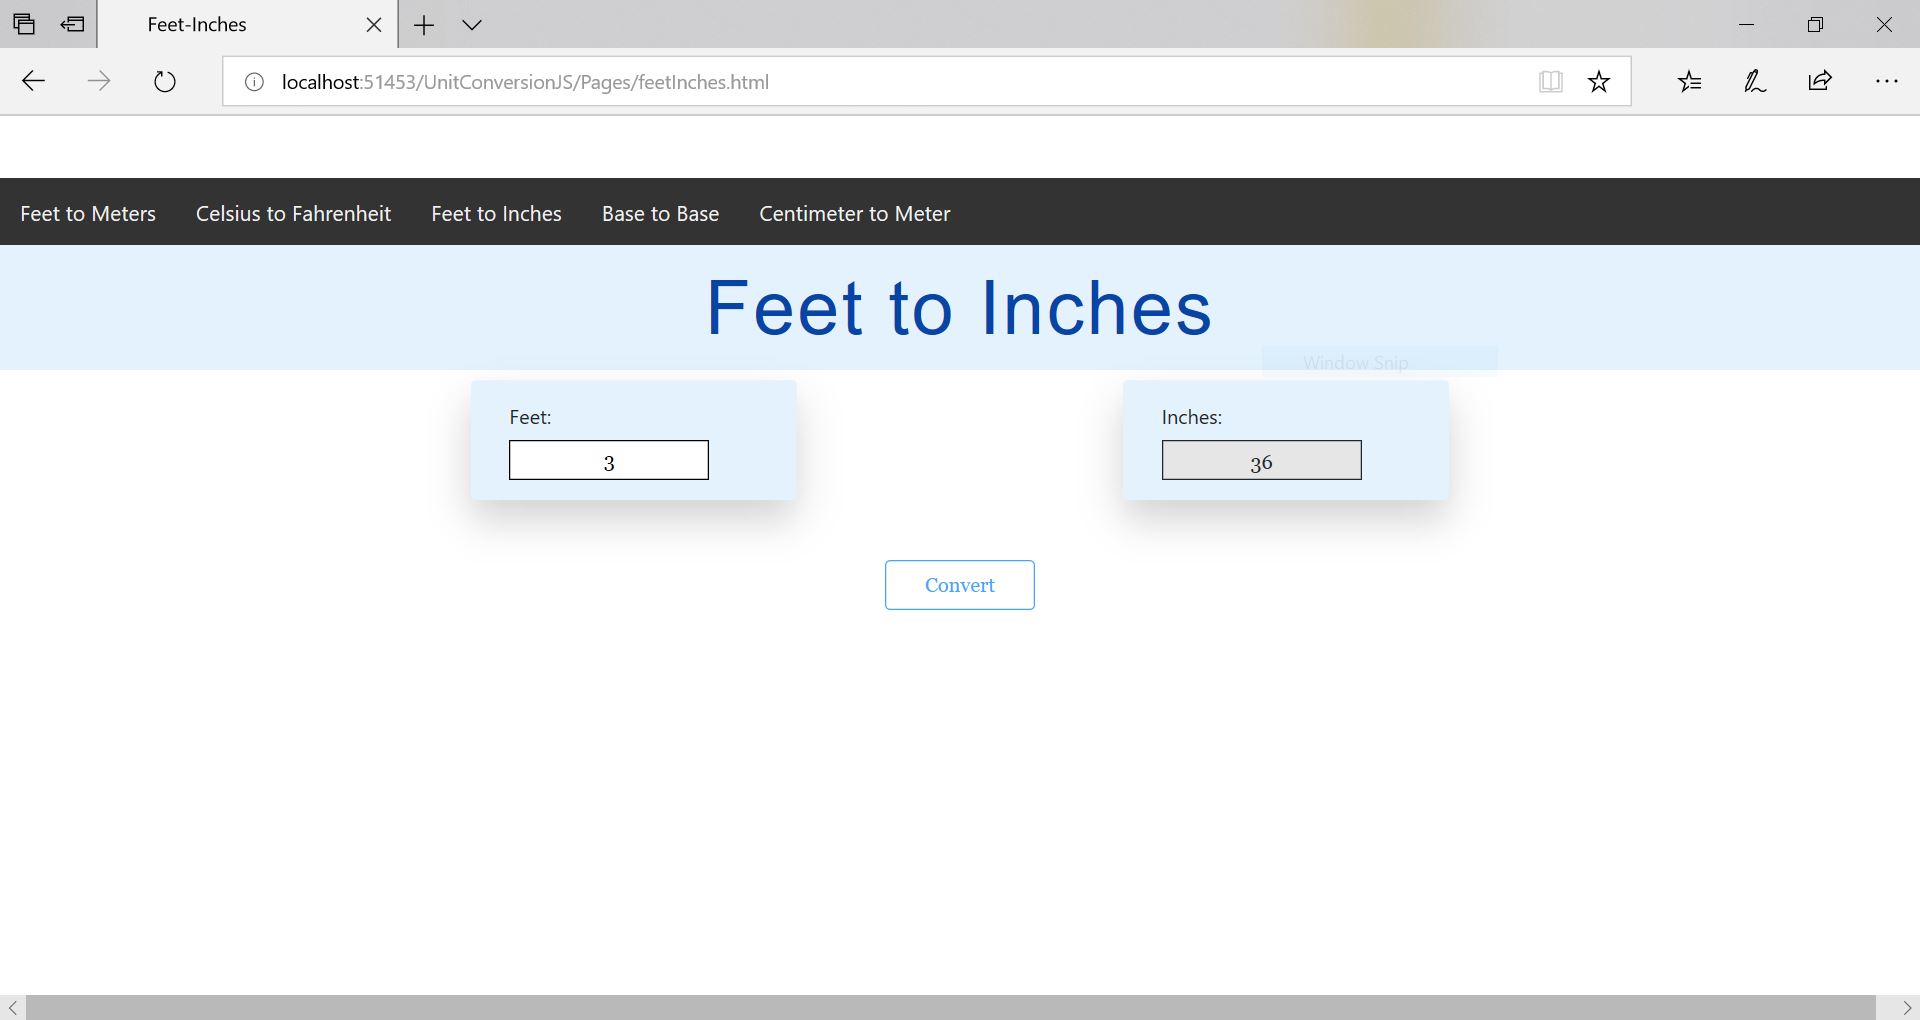 Feet-Inches
localhost:51453/UnitConversionJS/Pages/feetInches.html
Feet to Meters Celsius to Fahrenheit Feet to Inches Base to Base Centimeter to Meter
Feet to Inches
Window Snip
Feet: Inches:
3 36
Convert